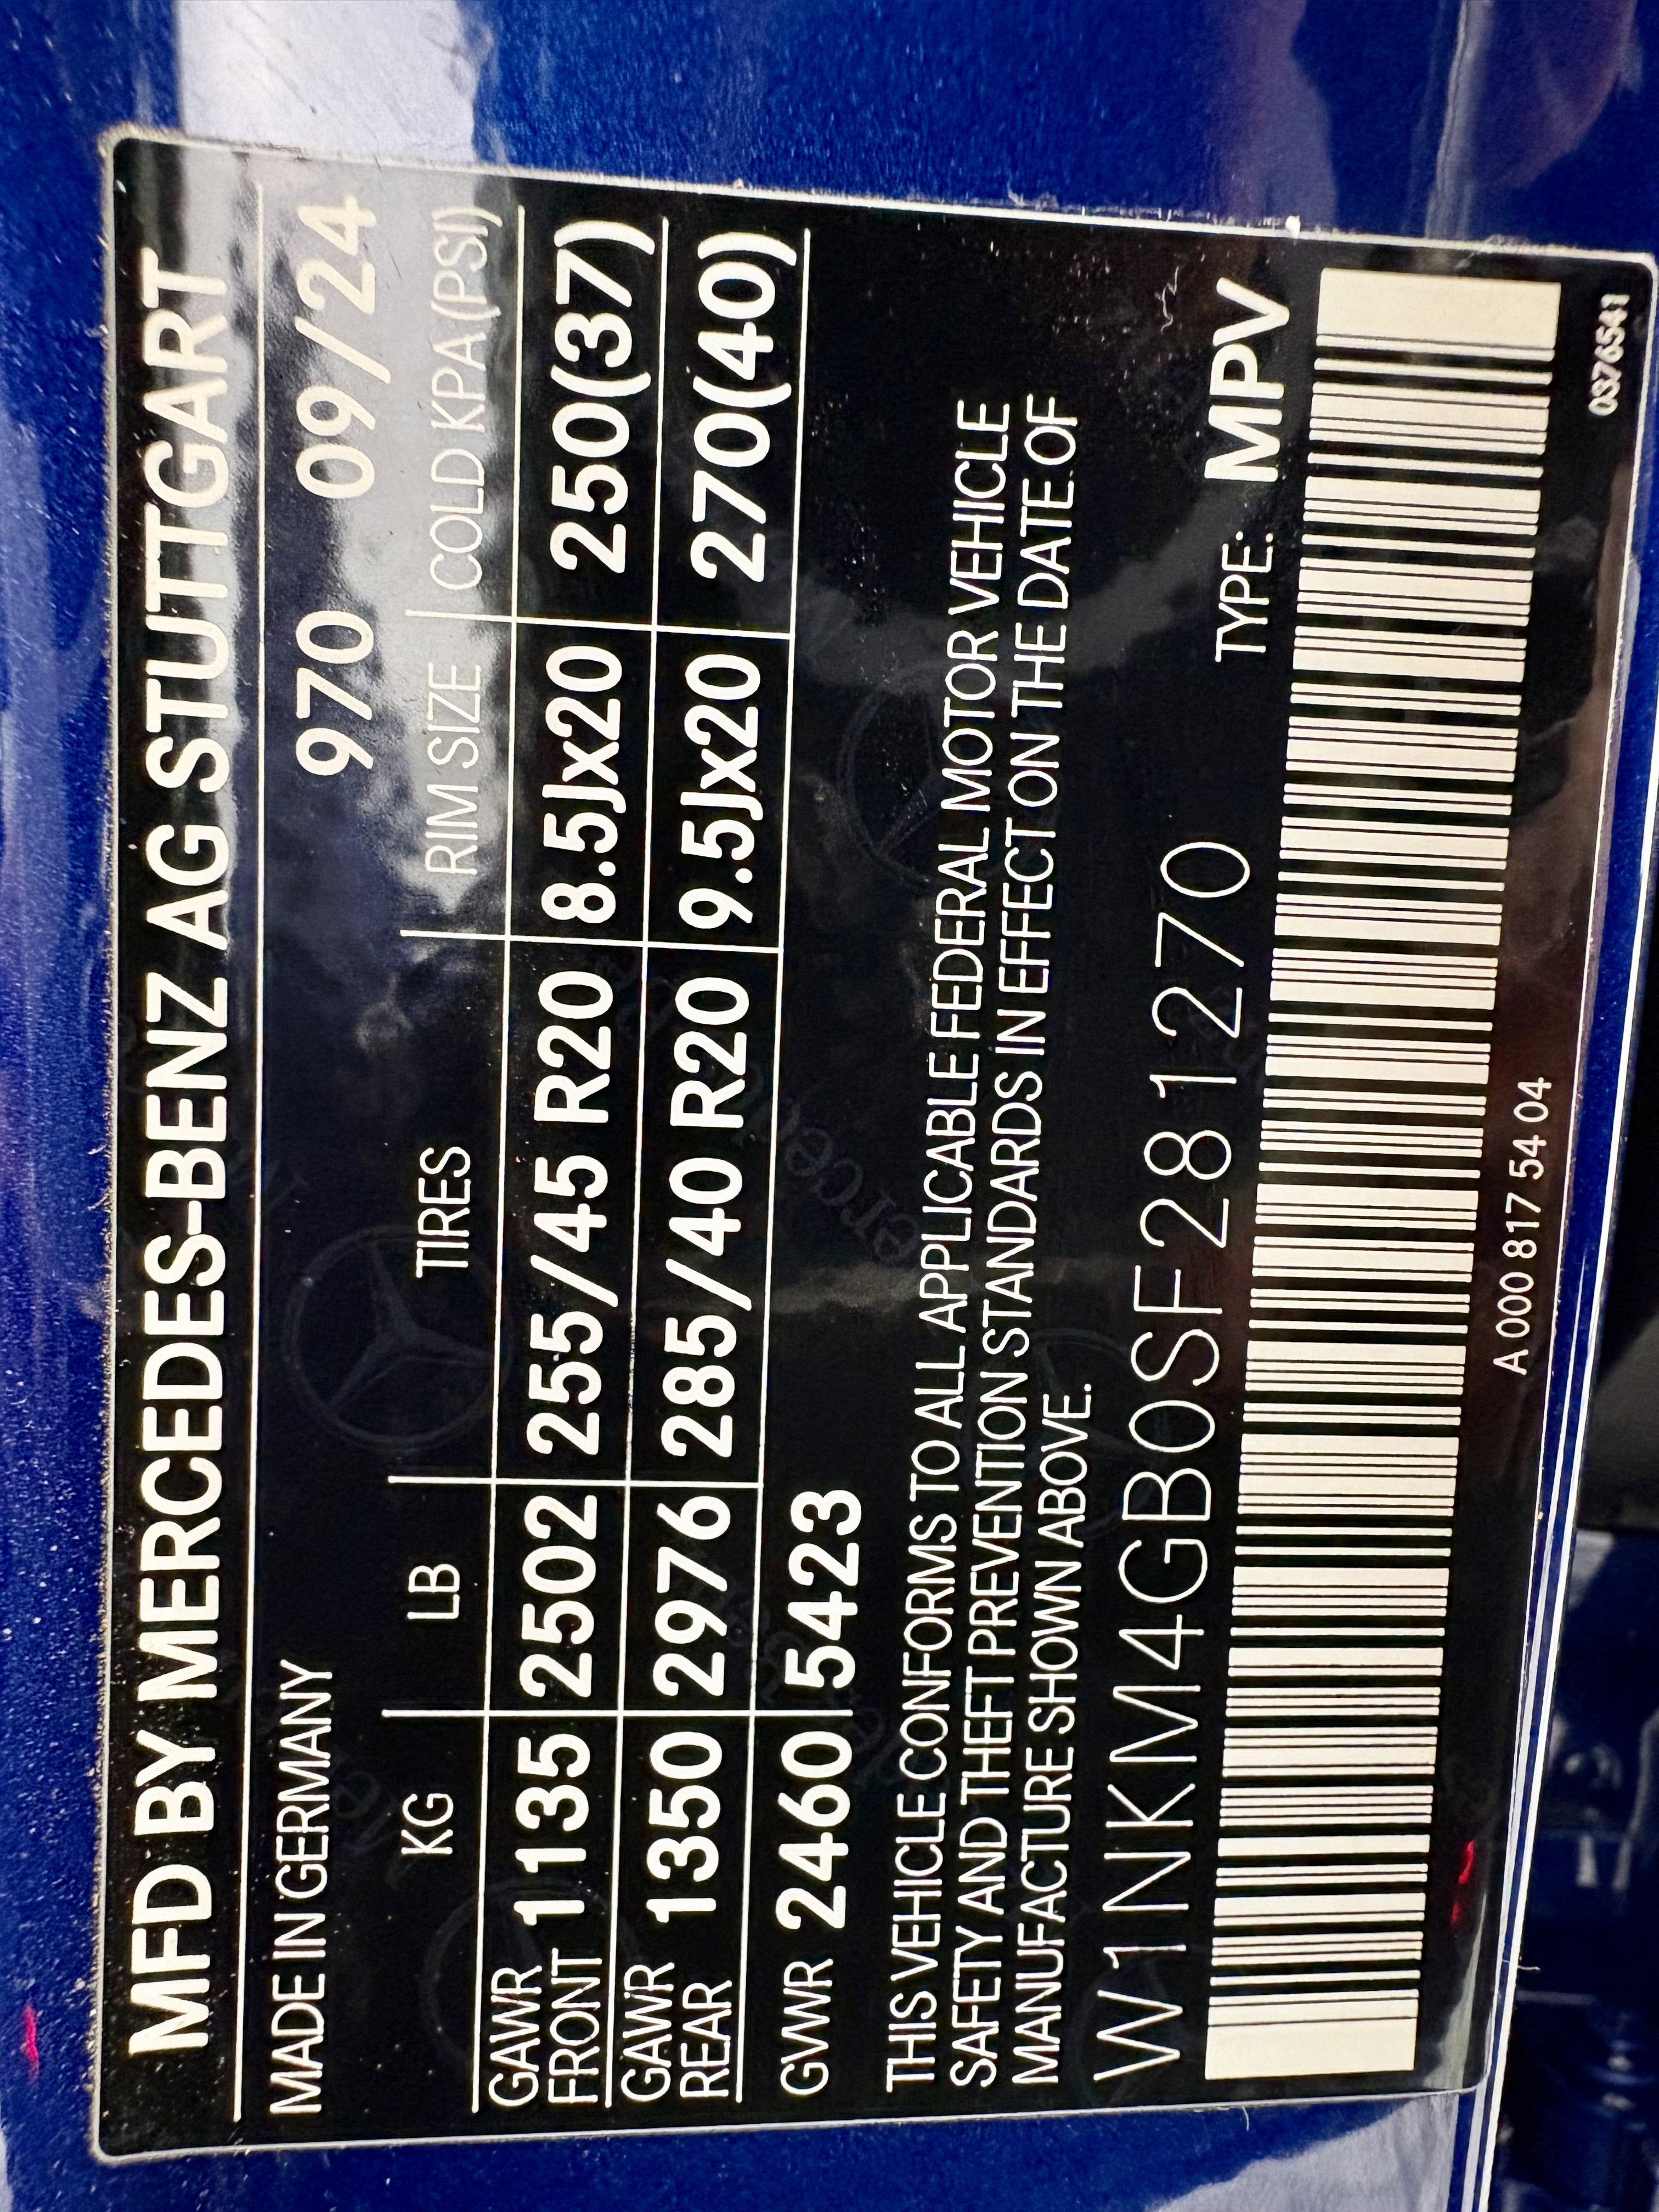 MFD BY MERCEDES-BENZ AG STUTTGART
MADE IN GERMANY 970 09/24
KG LB TIRES RIM SIZE COLD KPA(PSI)
GAWR FRONT 1135 2502 255/45 R20 8.5Jx20 250(37)
GAWR REAR 1350 2976 285/40 R20 9.5Jx20 270(40)
GVWR 2460 5423
THIS VEHICLE CONFORMS TO ALL APPLICABLE FEDERAL MOTOR VEHICLE
SAFETY AND THEFT PREVENTION STANDARDS IN EFFECT ON THE DATE OF
MANUFACTURE SHOWN ABOVE.
W1NKM4GB0SF281270 TYPE: MPV
A 000 817 54 04
0376541